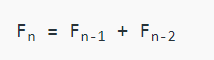 Fₙ = Fₙ₋₁ + Fₙ₋₂